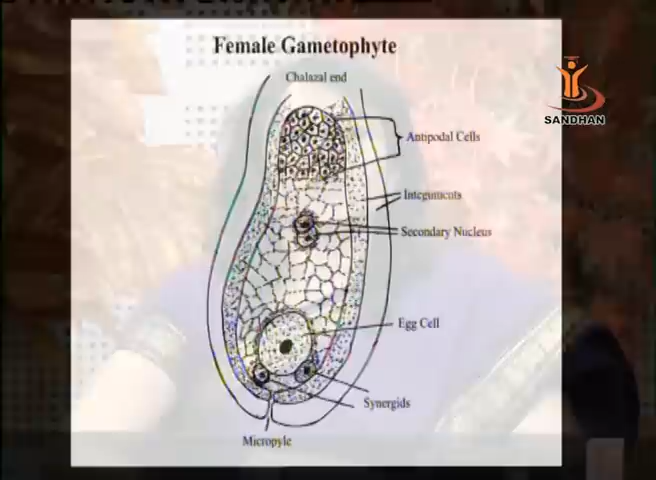 Female Gametophyte
Chalazal end
SANDHAN
Antipodal Cells
Integuments
Secondary Nucleus
Egg Cell
Synergids
Micropyle